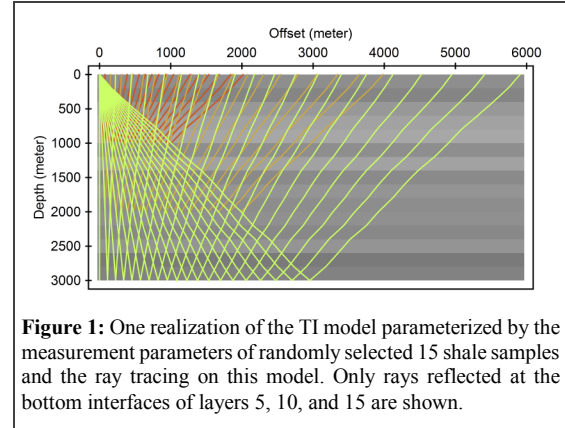 Offset (meter)
0 1000 2000 3000 4000 5000 6000
0
500
1000
1500
2000
2500
3000
Depth (meter)
Figure 1: One realization of the TI model parameterized by the
measurement parameters of randomly selected 15 shale samples
and the ray tracing on this model. Only rays reflected at the
bottom interfaces of layers 5, 10, and 15 are shown.